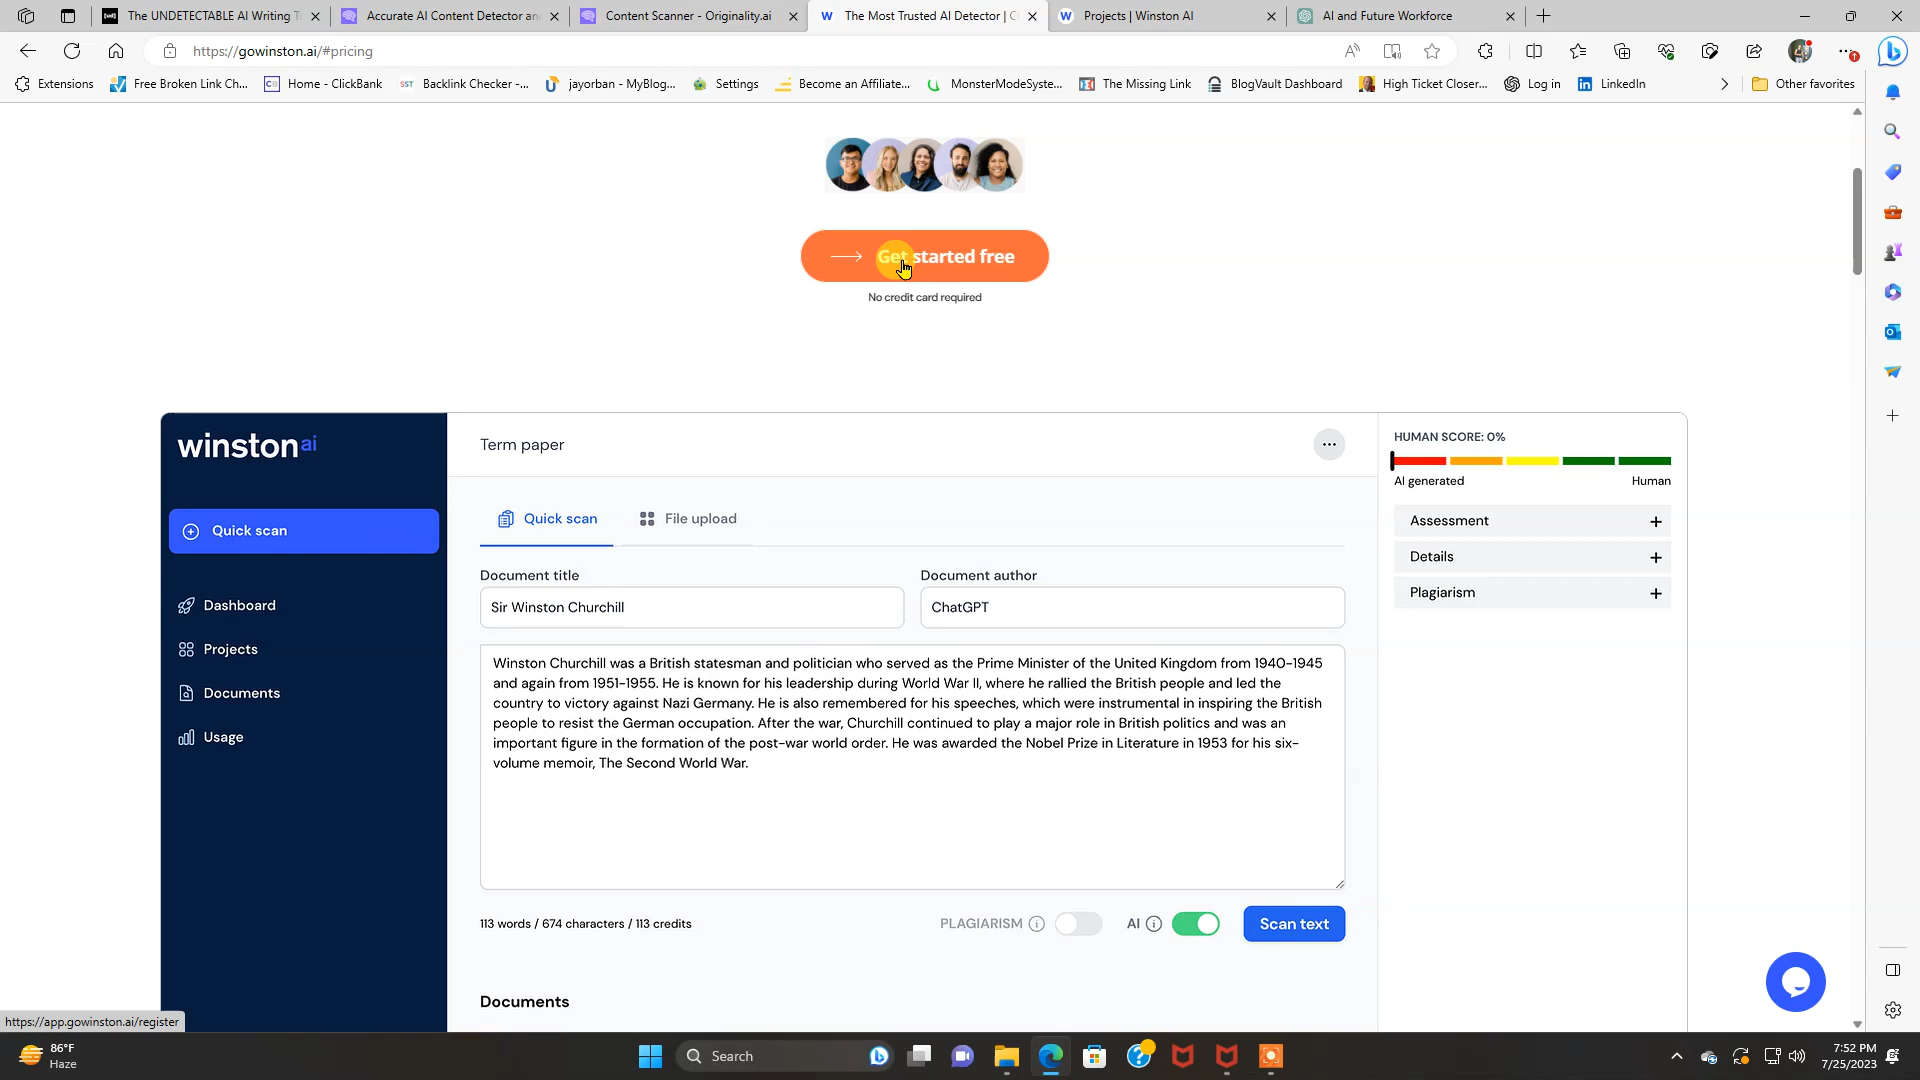 The UNDETECTABLE AI Writing To
Accurate AI Content Detector and
Content Scanner - Originality.ai
The Most Trusted AI Detector | C
Projects | Winston AI
AI and Future Workforce
https://gowinston.ai/#pricing
Extensions
Free Broken Link Ch...
Home - ClickBank
Backlink Checker -...
jayorban - MyBlog...
Settings
Become an Affiliate...
MonsterModeSyste...
The Missing Link
BlogVault Dashboard
High Ticket Closer...
Log in
LinkedIn
Other favorites
Get started free
No credit card required
winston ai
Term paper
HUMAN SCORE: 0%
AI generated
Human
Quick scan
Quick scan
File upload
Assessment
Details
Plagiarism
Document title
Document author
Sir Winston Churchill
ChatGPT
Dashboard
Projects
Documents
Usage
Winston Churchill was a British statesman and politician who served as the Prime Minister of the United Kingdom from 1940-1945
and again from 1951-1955. He is known for his leadership during World War II, where he rallied the British people and led the
country to victory against Nazi Germany. He is also remembered for his speeches, which were instrumental in inspiring the British
people to resist the German occupation. After the war, Churchill continued to play a major role in British politics and was an
important figure in the formation of the post-war world order. He was awarded the Nobel Prize in Literature in 1953 for his six-
volume memoir, The Second World War.
113 words / 674 characters / 113 credits
PLAGIARISM
AI
Scan text
Documents
https://app.gowinston.ai/register
86°F
Haze
Search
7:52 PM
7/25/2023